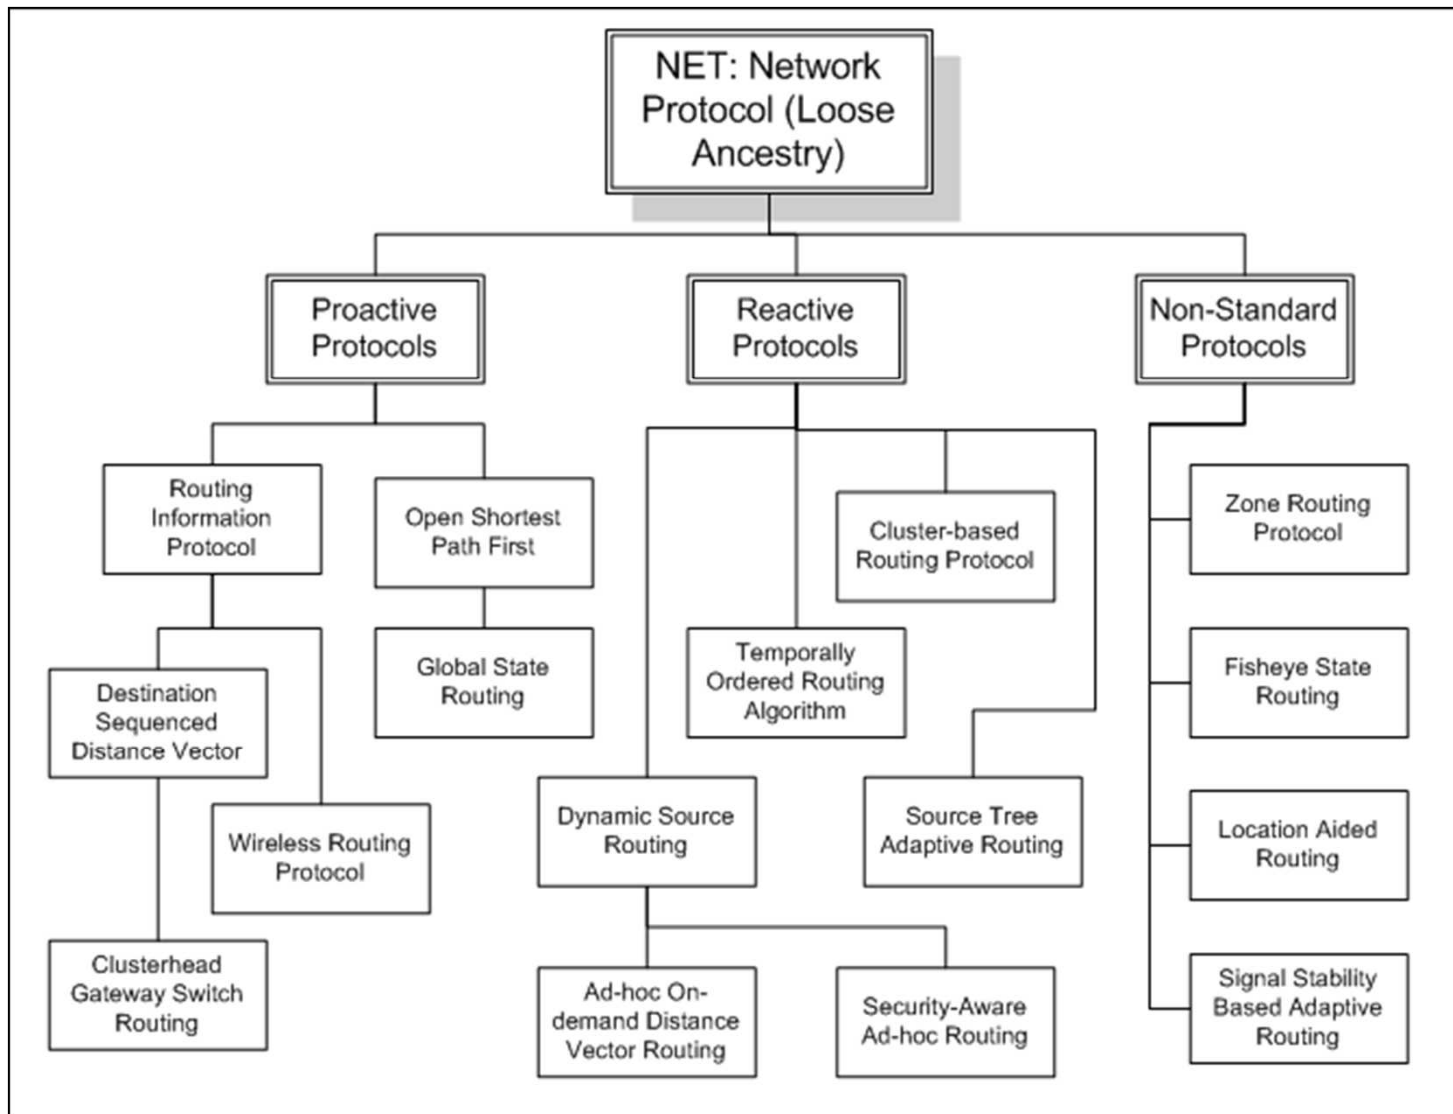 NET: Network
Protocol (Loose
Ancestry)
Proactive
Protocols
Reactive
Protocols
Non-Standard
Protocols
Routing
Information
Protocol
Open Shortest
Path First
Cluster-based
Routing Protocol
Zone Routing
Protocol
Destination
Sequenced
Distance Vector
Global State
Routing
Temporally
Ordered Routing
Algorithm
Fisheye State
Routing
Wireless Routing
Protocol
Dynamic Source
Routing
Source Tree
Adaptive Routing
Location Aided
Routing
Clusterhead
Gateway Switch
Routing
Ad-hoc On-
demand Distance
Vector Routing
Security-Aware
Ad-hoc Routing
Signal Stability
Based Adaptive
Routing